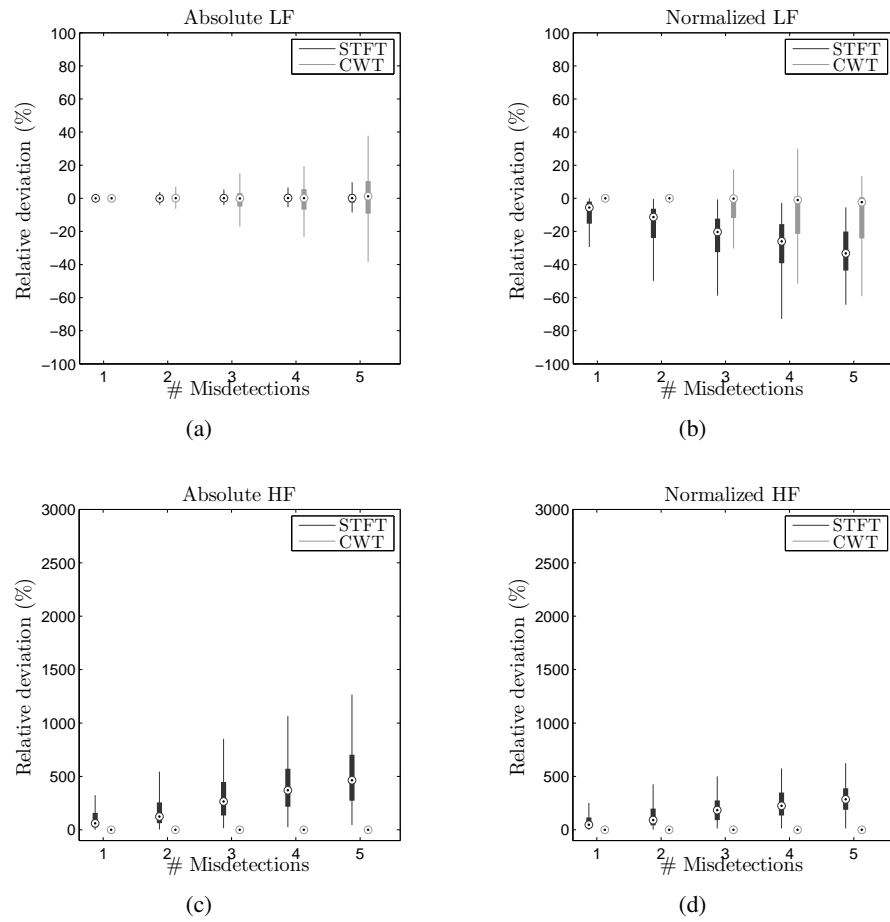 Absolute LF
100
80
60
40
20
0
−20
−40
−60
−80
−100
Relative deviation (%)
STFT
CWT
1 2 3 4 5
# Misdetections
(a)
Normalized LF
100
80
60
40
20
0
−20
−40
−60
−80
−100
Relative deviation (%)
STFT
CWT
1 2 3 4 5
# Misdetections
(b)
Absolute HF
3000
2500
2000
1500
1000
500
0
Relative deviation (%)
STFT
CWT
1 2 3 4 5
# Misdetections
(c)
Normalized HF
3000
2500
2000
1500
1000
500
0
Relative deviation (%)
STFT
CWT
1 2 3 4 5
# Misdetections
(d)